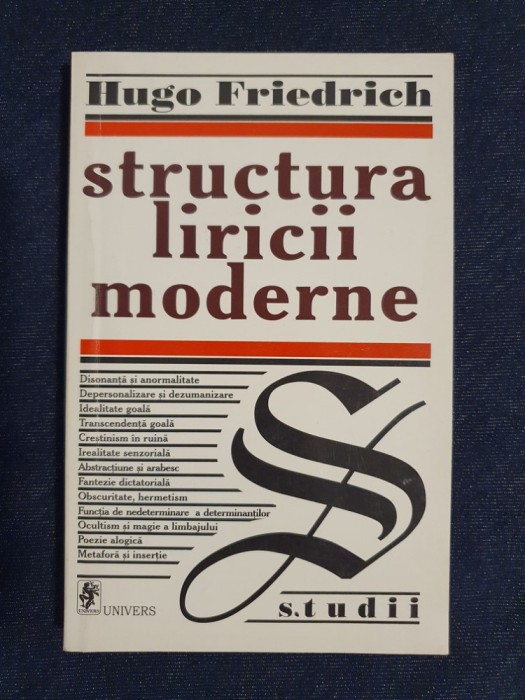 Hugo Friedrich
structura
liricii
moderne
Disonanță și anormalitate
Depersonalizare și dezumanizare
Idealitate goală
Transcendență goală
Creștinism în ruină
Irealitate senzorială
Abstracțiune și arabesc
Fantezie dictatorială
Obscuritate, hermetism
Funcția de nedeterminare a determinanților
Ocultism și magie a limbajului
Poezie alogică
Metaforă și inserție
S
s.tudii
UNIVERS
UNIVERS